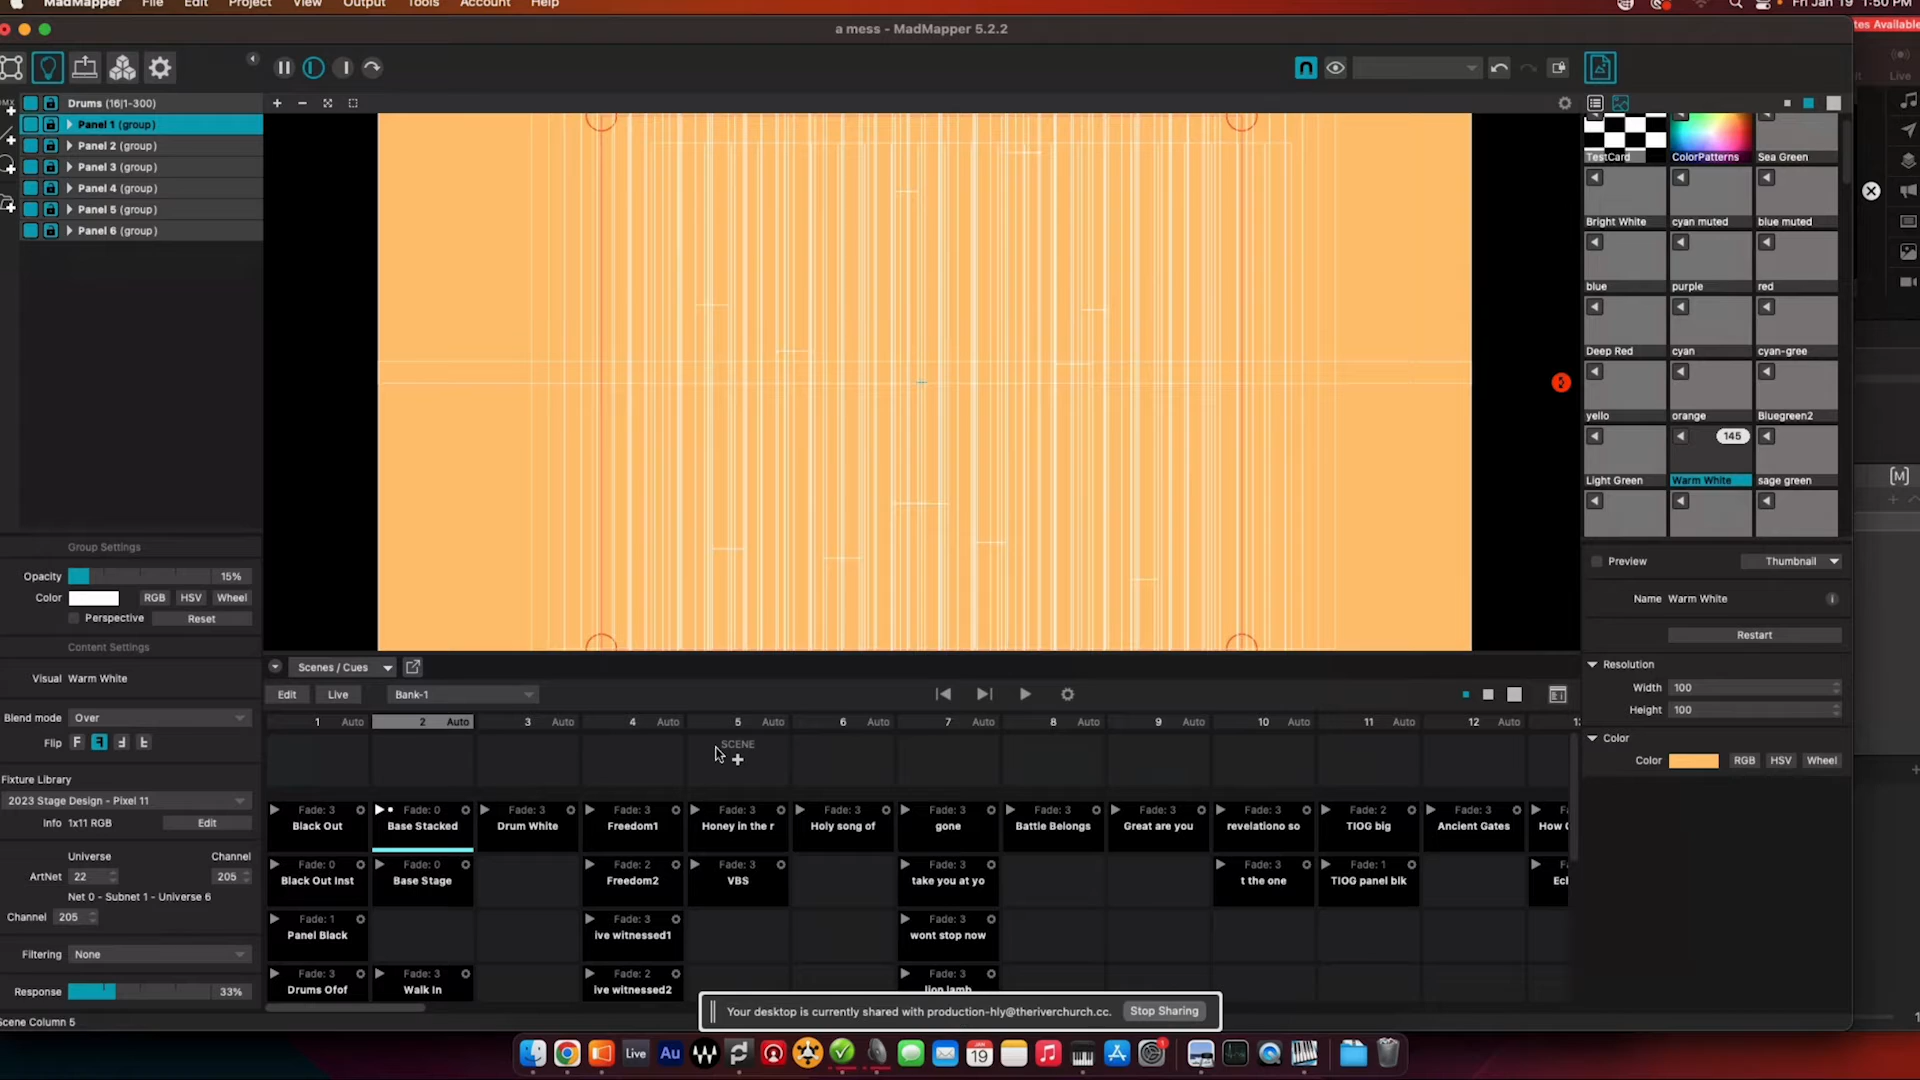 MadMapper File Edit Project View Output Tools Account Help Fri Jan 19 1:50 PM
a mess - MadMapper 5.2.2
tes Available
Live
Drums (16|1-300)
Panel 1 (group)
Panel 2 (group)
Panel 3 (group)
Panel 4 (group)
Panel 5 (group)
Panel 6 (group)
TestCard ColorPatterns Sea Green
Bright White cyan muted blue muted
blue purple red
Deep Red cyan cyan-gree
yello orange Bluegreen2
145
Light Green Warm White sage green
[M]
Group Settings
Opacity 15%
Color RGB HSV Wheel
Perspective Reset
Content Settings
Visual Warm White
Blend mode Over
Flip F
Fixture Library
2023 Stage Design - Pixel 11
Info 1x11 RGB Edit
Universe Channel
ArtNet 22 205
Net 0 - Subnet 1 - Universe 6
Channel 205
Filtering None
Response 33%
Scene Column 5
Preview Thumbnail
Name Warm White
Restart
Resolution
Width 100
Height 100
Color
Color RGB HSV Wheel
Scenes / Cues
Edit Live Bank-1
1 Auto 2 Auto 3 Auto 4 Auto 5 Auto 6 Auto 7 Auto 8 Auto 9 Auto 10 Auto 11 Auto 12 Auto
SCENE
+
Fade: 3 Fade: 0 Fade: 3 Fade: 3 Fade: 3 Fade: 3 Fade: 3 Fade: 3 Fade: 3 Fade: 3 Fade: 2 Fade: 3
Black Out Base Stacked Drum White Freedom1 Honey in the r Holy song of gone Battle Belongs Great are you revelationo so TIOG big Ancient Gates How
Fade: 0 Fade: 0 Fade: 2 Fade: 3 Fade: 3 Fade: 3 Fade: 1
Black Out Inst Base Stage Freedom2 VBS take you at yo t the one TIOG panel blk
Fade: 1 Fade: 3 Fade: 3
Panel Black ive witnessed1 wont stop now
Fade: 3 Fade: 3 Fade: 2 Fade: 3
Drums Ofof Walk In ive witnessed2 lion lamb
Your desktop is currently shared with production-hly@theriverchurch.cc. Stop Sharing
Live Au JAN 19